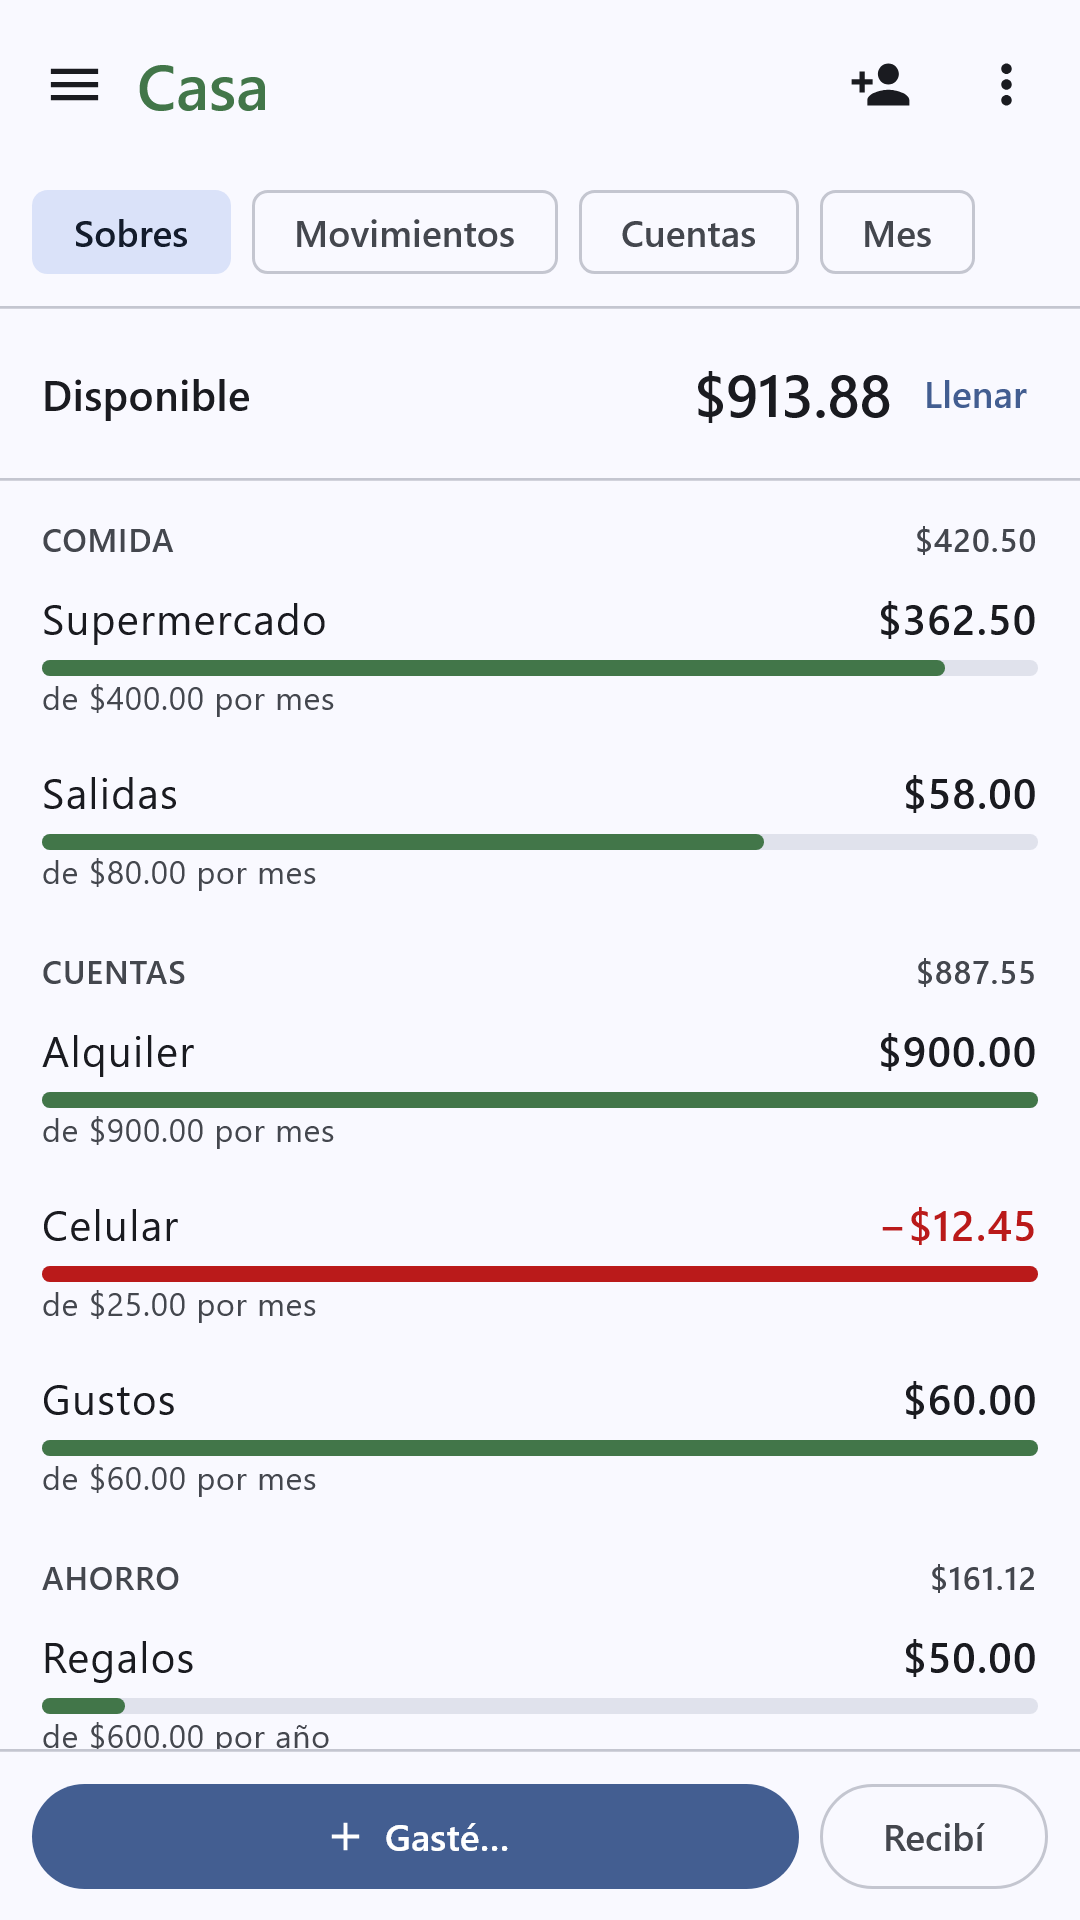 Casa
Sobres Movimientos Cuentas Mes
Disponible $913.88 Llenar
COMIDA $420.50
Supermercado $362.50
de $400.00 por mes
Salidas $58.00
de $80.00 por mes
CUENTAS $887.55
Alquiler $900.00
de $900.00 por mes
Celular −$12.45
de $25.00 por mes
Gustos $60.00
de $60.00 por mes
AHORRO $161.12
Regalos $50.00
de $600.00 por año
+ Gasté... Recibí